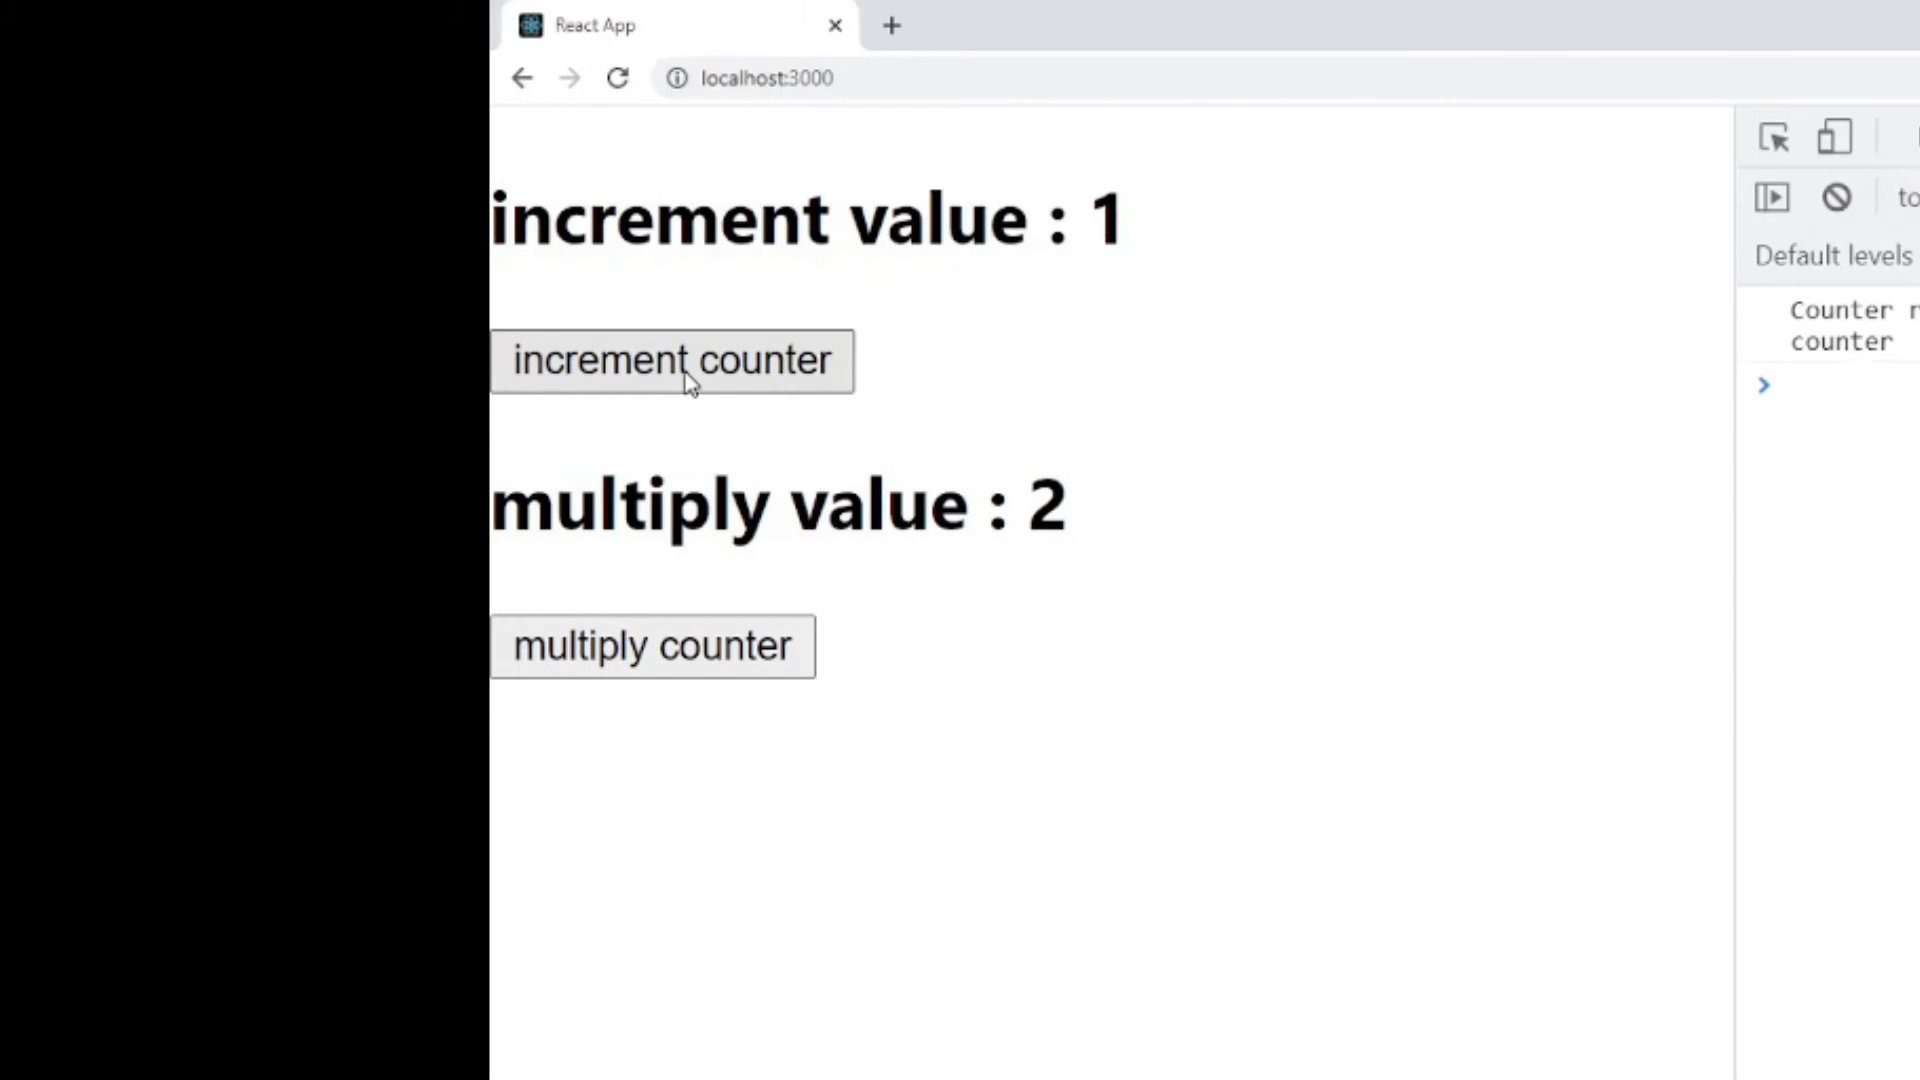 React App
localhost:3000
increment value : 1
increment counter
multiply value : 2
multiply counter
Default levels
Counter
counter